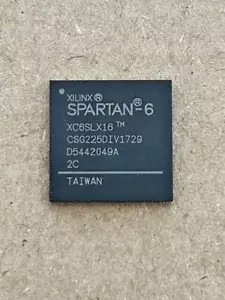 XILINX®
SPARTAN®-6
XC6SLX16™
CSG225DIV1729
D5442049A
2C
TAIWAN